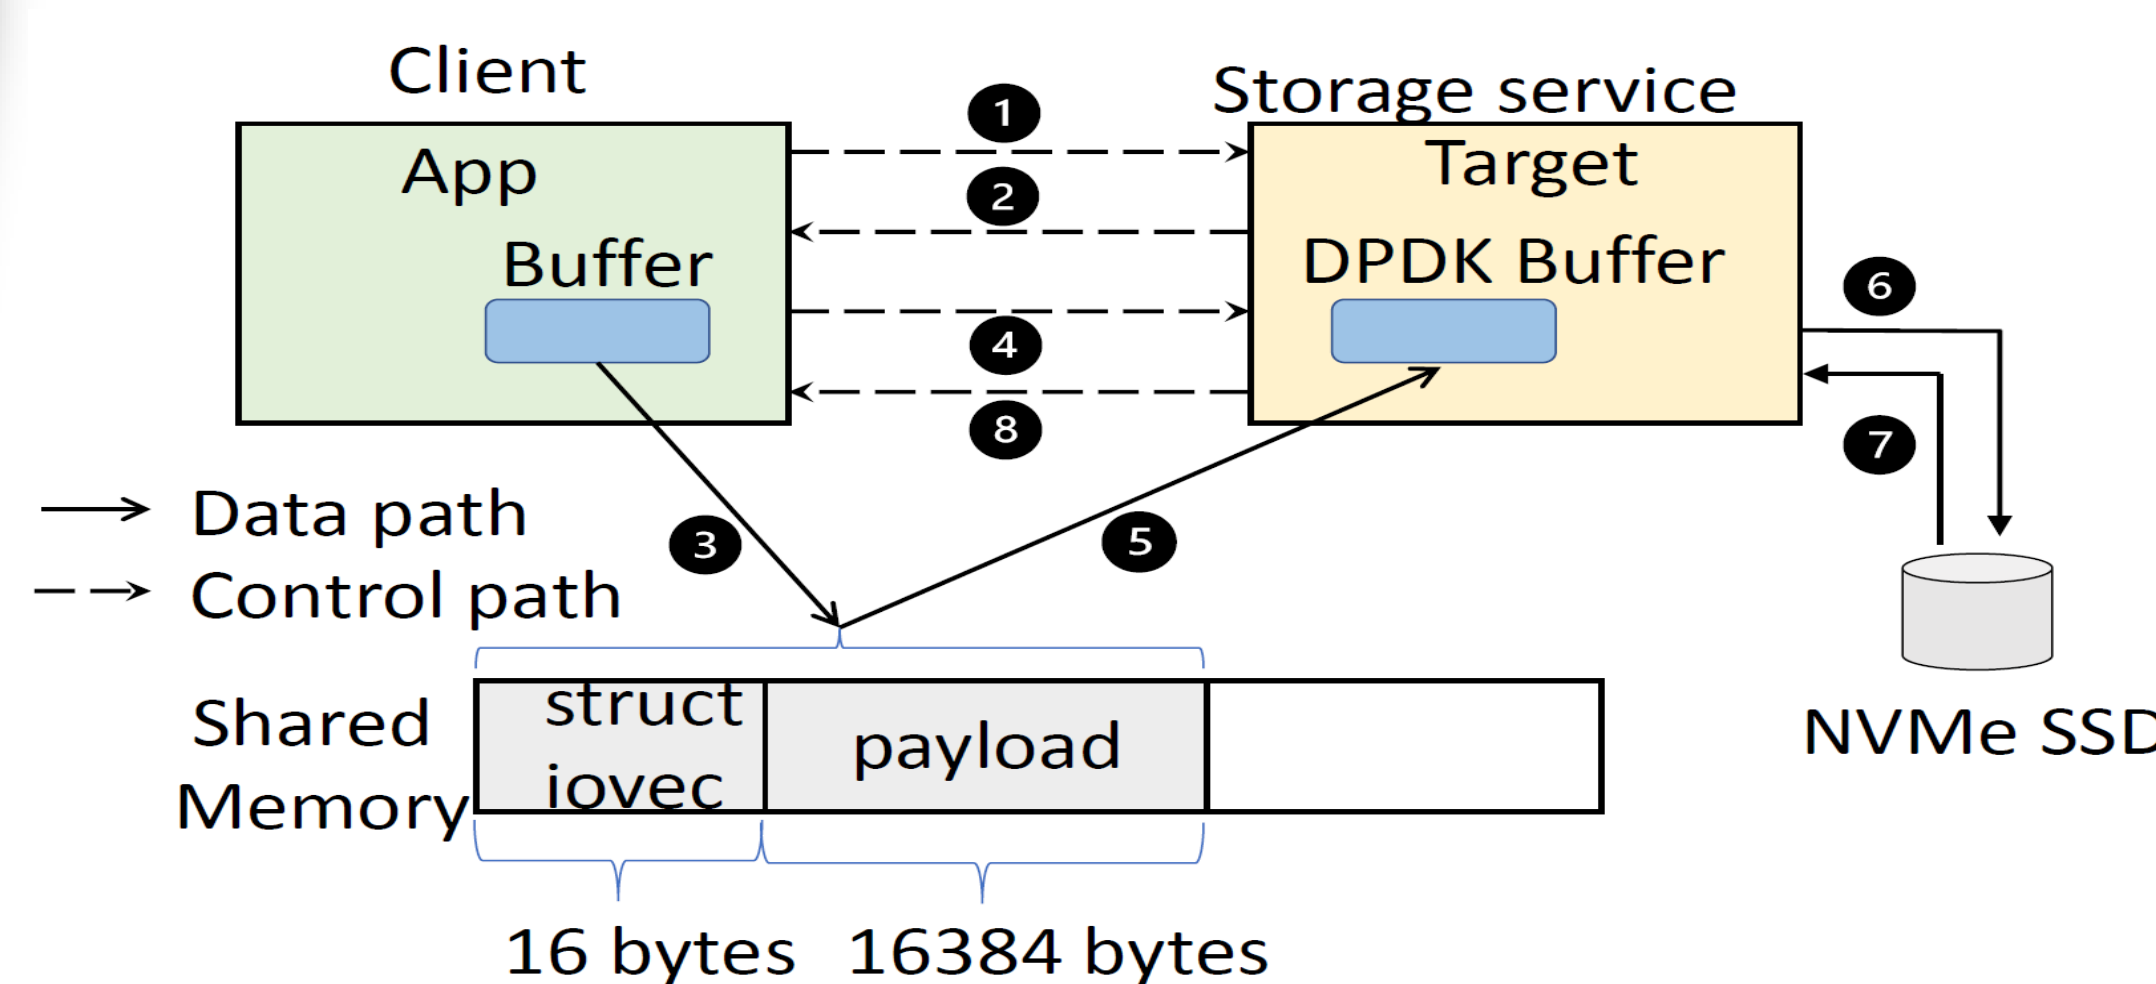 Client
Storage service
App
Buffer
Target
DPDK Buffer
1
2
4
8
6
7
Data path
Control path
3
5
Shared
Memory
struct
iovec
payload
NVMe SSD
16 bytes
16384 bytes